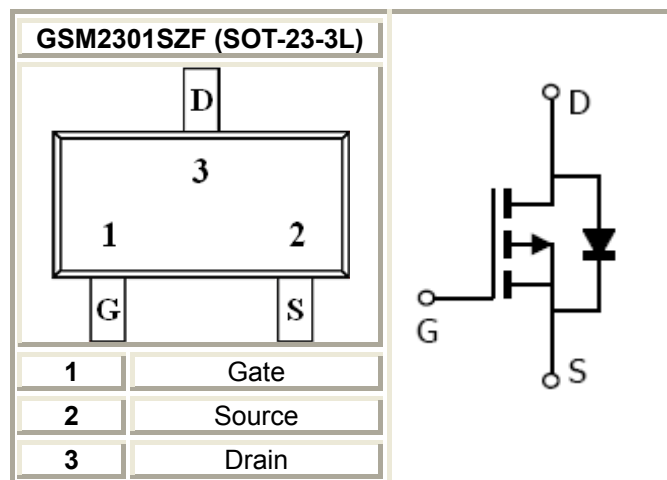 GSM2301SZF (SOT-23-3L)
D
3
1 2
G S
1 Gate
2 Source
3 Drain
D
G
S